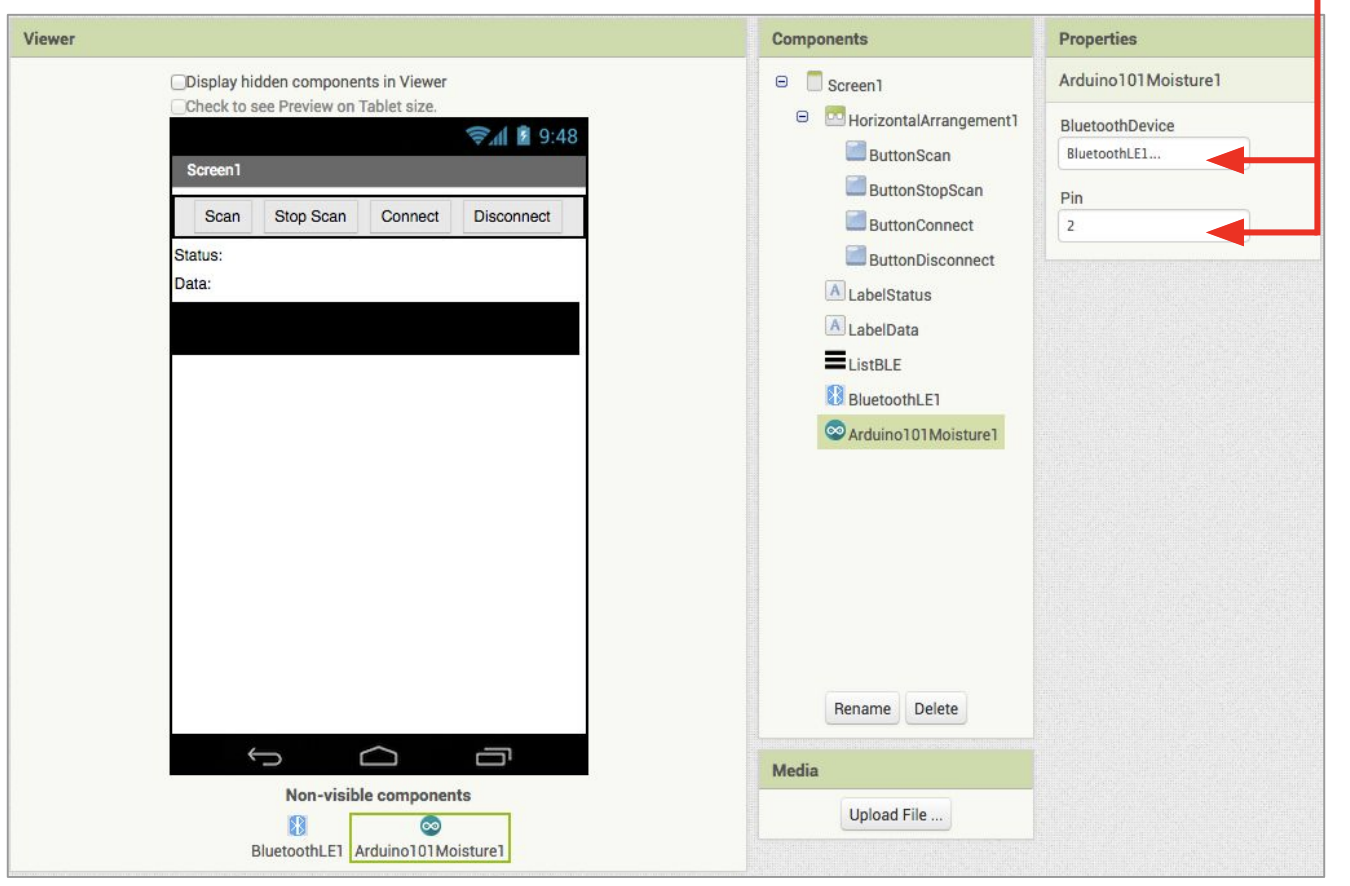 Viewer
Display hidden components in Viewer
Check to see Preview on Tablet size.
9:48
Screen1
Scan
Stop Scan
Connect
Disconnect
Status:
Data:
Non-visible components
BluetoothLE1
Arduino101Moisture1
Components
Screen1
HorizontalArrangement1
ButtonScan
ButtonStopScan
ButtonConnect
ButtonDisconnect
A LabelStatus
A LabelData
ListBLE
BluetoothLE1
Arduino101Moisture1
Rename
Delete
Media
Upload File ...
Properties
Arduino101Moisture1
BluetoothDevice
BluetoothLE1...
Pin
2